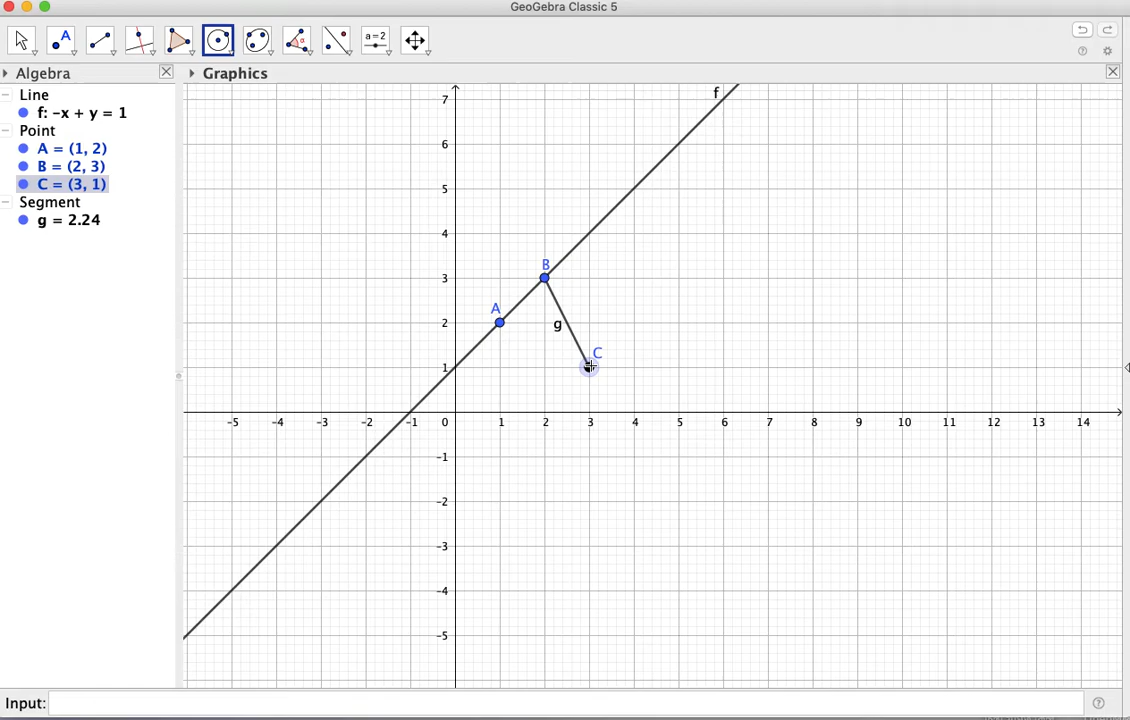 GeoGebra Classic 5
A
a=2
Algebra
Graphics
Line
f: -x + y = 1
Point
A = (1, 2)
B = (2, 3)
C = (3, 1)
Segment
g = 2.24
f
7
6
5
4
B
3
A
2
g
C
1
-5 -4 -3 -2 -1 0 1 2 3 4 5 6 7 8 9 10 11 12 13 14
-1
-2
-3
-4
-5
Input: